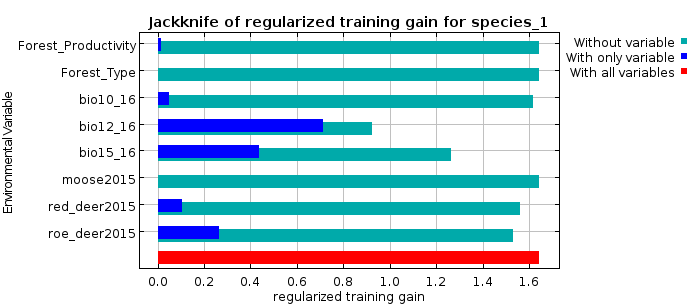 Jackknife of regularized training gain for species_1
Environmental Variable
Forest_Productivity
Forest_Type
bio10_16
bio12_16
bio15_16
moose2015
red_deer2015
roe_deer2015
0.0 0.2 0.4 0.6 0.8 1.0 1.2 1.4 1.6
regularized training gain
Without variable
With only variable
With all variables